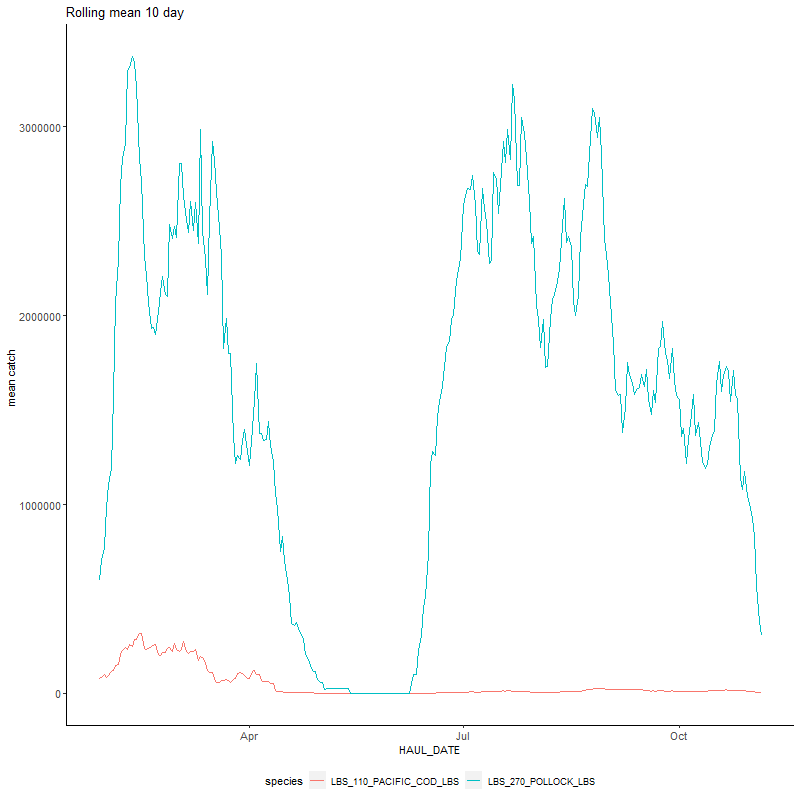 Rolling mean 10 day
mean catch
3000000
2000000
1000000
0
Apr Jul Oct
HAUL_DATE
species LBS_110_PACIFIC_COD_LBS LBS_270_POLLOCK_LBS